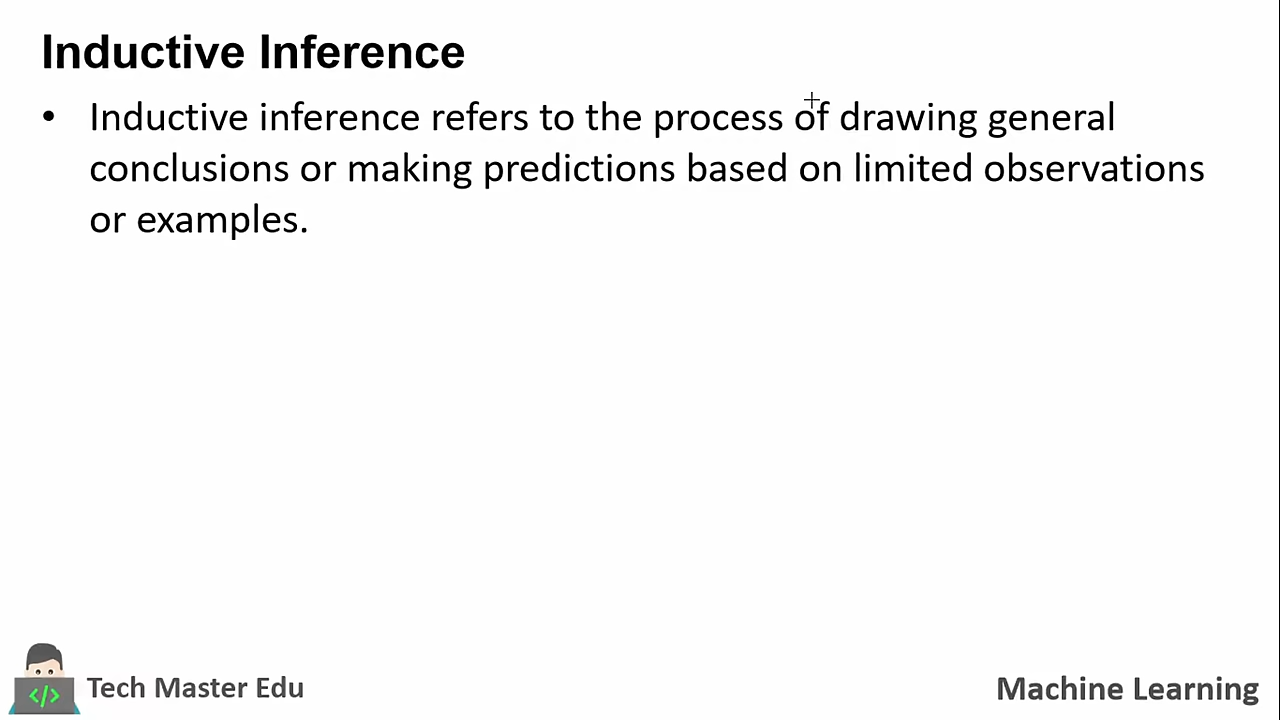 Inductive Inference
• Inductive inference refers to the process of drawing general
conclusions or making predictions based on limited observations
or examples.
</>
Tech Master Edu
Machine Learning